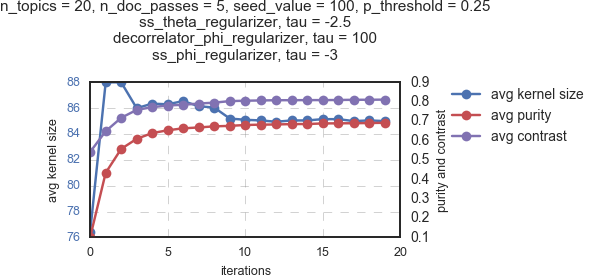 n_topics = 20, n_doc_passes = 5, seed_value = 100, p_threshold = 0.25
ss_theta_regularizer, tau = -2.5
decorrelator_phi_regularizer, tau = 100
ss_phi_regularizer, tau = -3
88
86
84
82
80
78
76
avg kernel size
0
5
10
15
20
iterations
0.9
0.8
0.7
0.6
0.5
0.4
0.3
0.2
0.1
purity and contrast
avg kernel size
avg purity
avg contrast